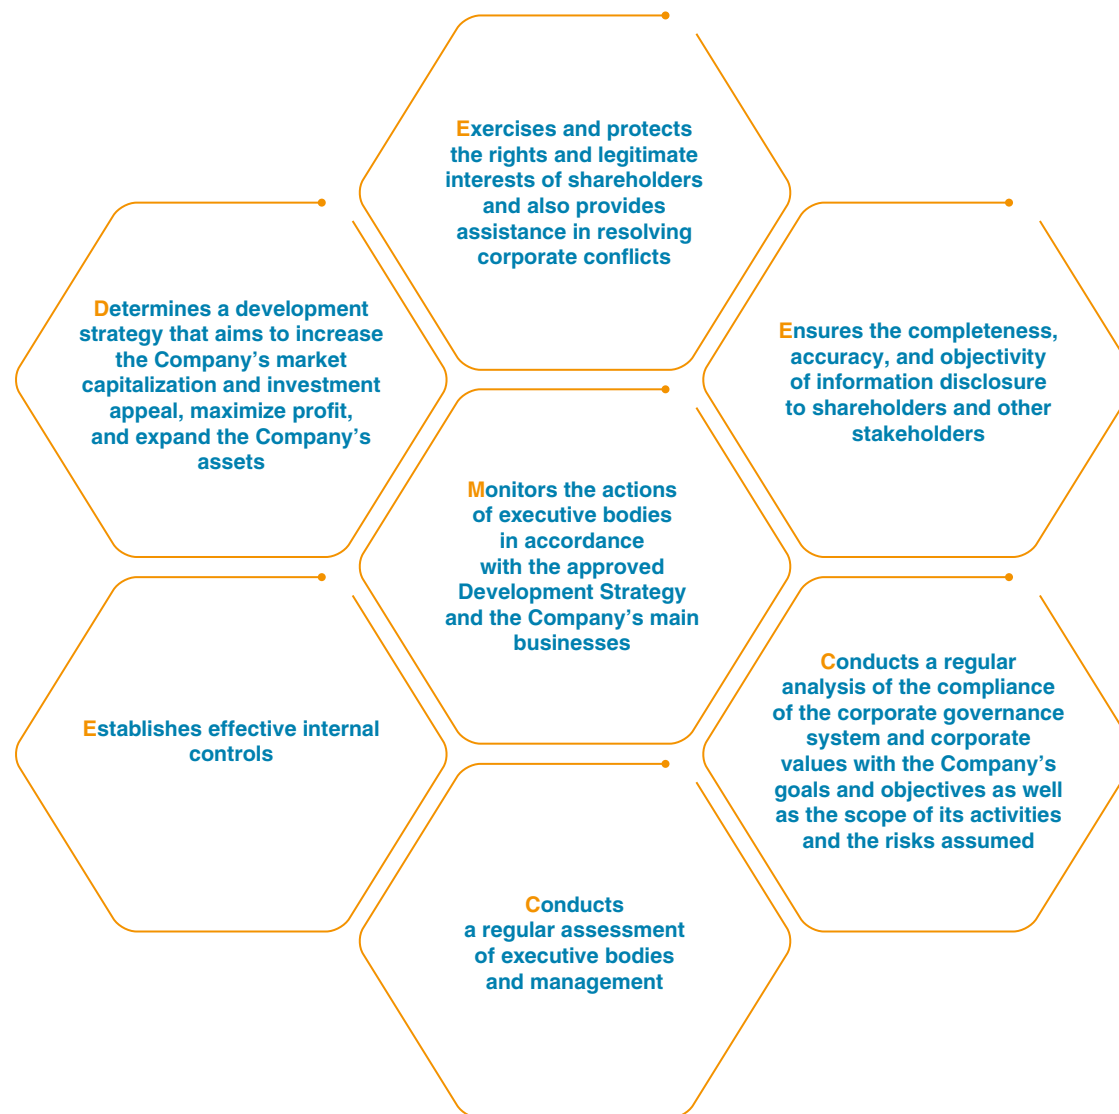 Exercises and protects
the rights and legitimate
interests of shareholders
and also provides
assistance in resolving
corporate conflicts
Determines a development
strategy that aims to increase
the Company’s market
capitalization and investment
appeal, maximize profit,
and expand the Company’s
assets
Ensures the completeness,
accuracy, and objectivity
of information disclosure
to shareholders and other
stakeholders
Monitors the actions
of executive bodies
in accordance
with the approved
Development Strategy
and the Company’s main
businesses
Establishes effective internal
controls
Conducts a regular
analysis of the compliance
of the corporate governance
system and corporate
values with the Company’s
goals and objectives as well
as the scope of its activities
and the risks assumed
Conducts
a regular assessment
of executive bodies
and management